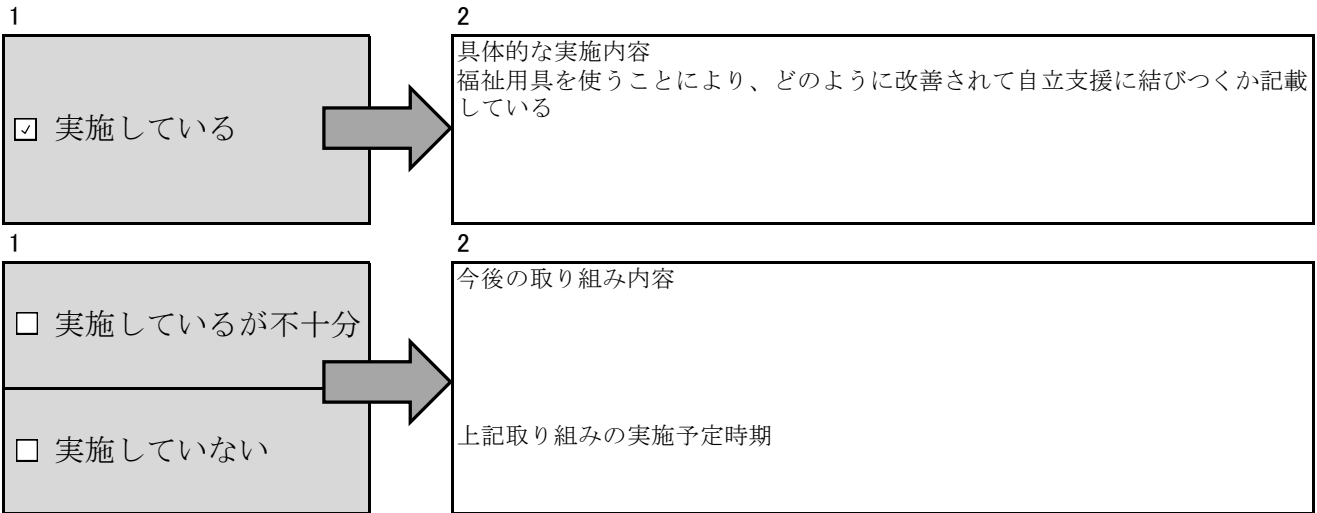 1
2
☑ 実施している
具体的な実施内容
福祉用具を使うことにより、どのように改善されて自立支援に結びつくか記載
している
1
2
☐ 実施しているが不十分
☐ 実施していない
今後の取り組み内容
上記取り組みの実施予定時期